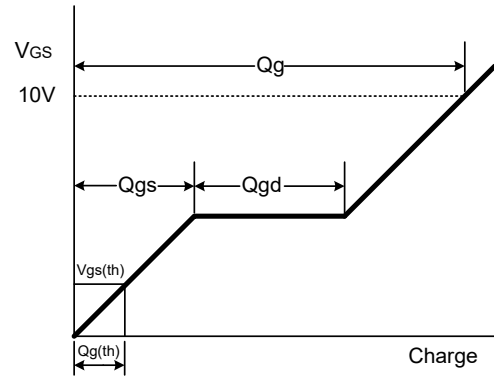 VGS
Qg
10V
Qgs
Qgd
Vgs(th)
Qg(th)
Charge